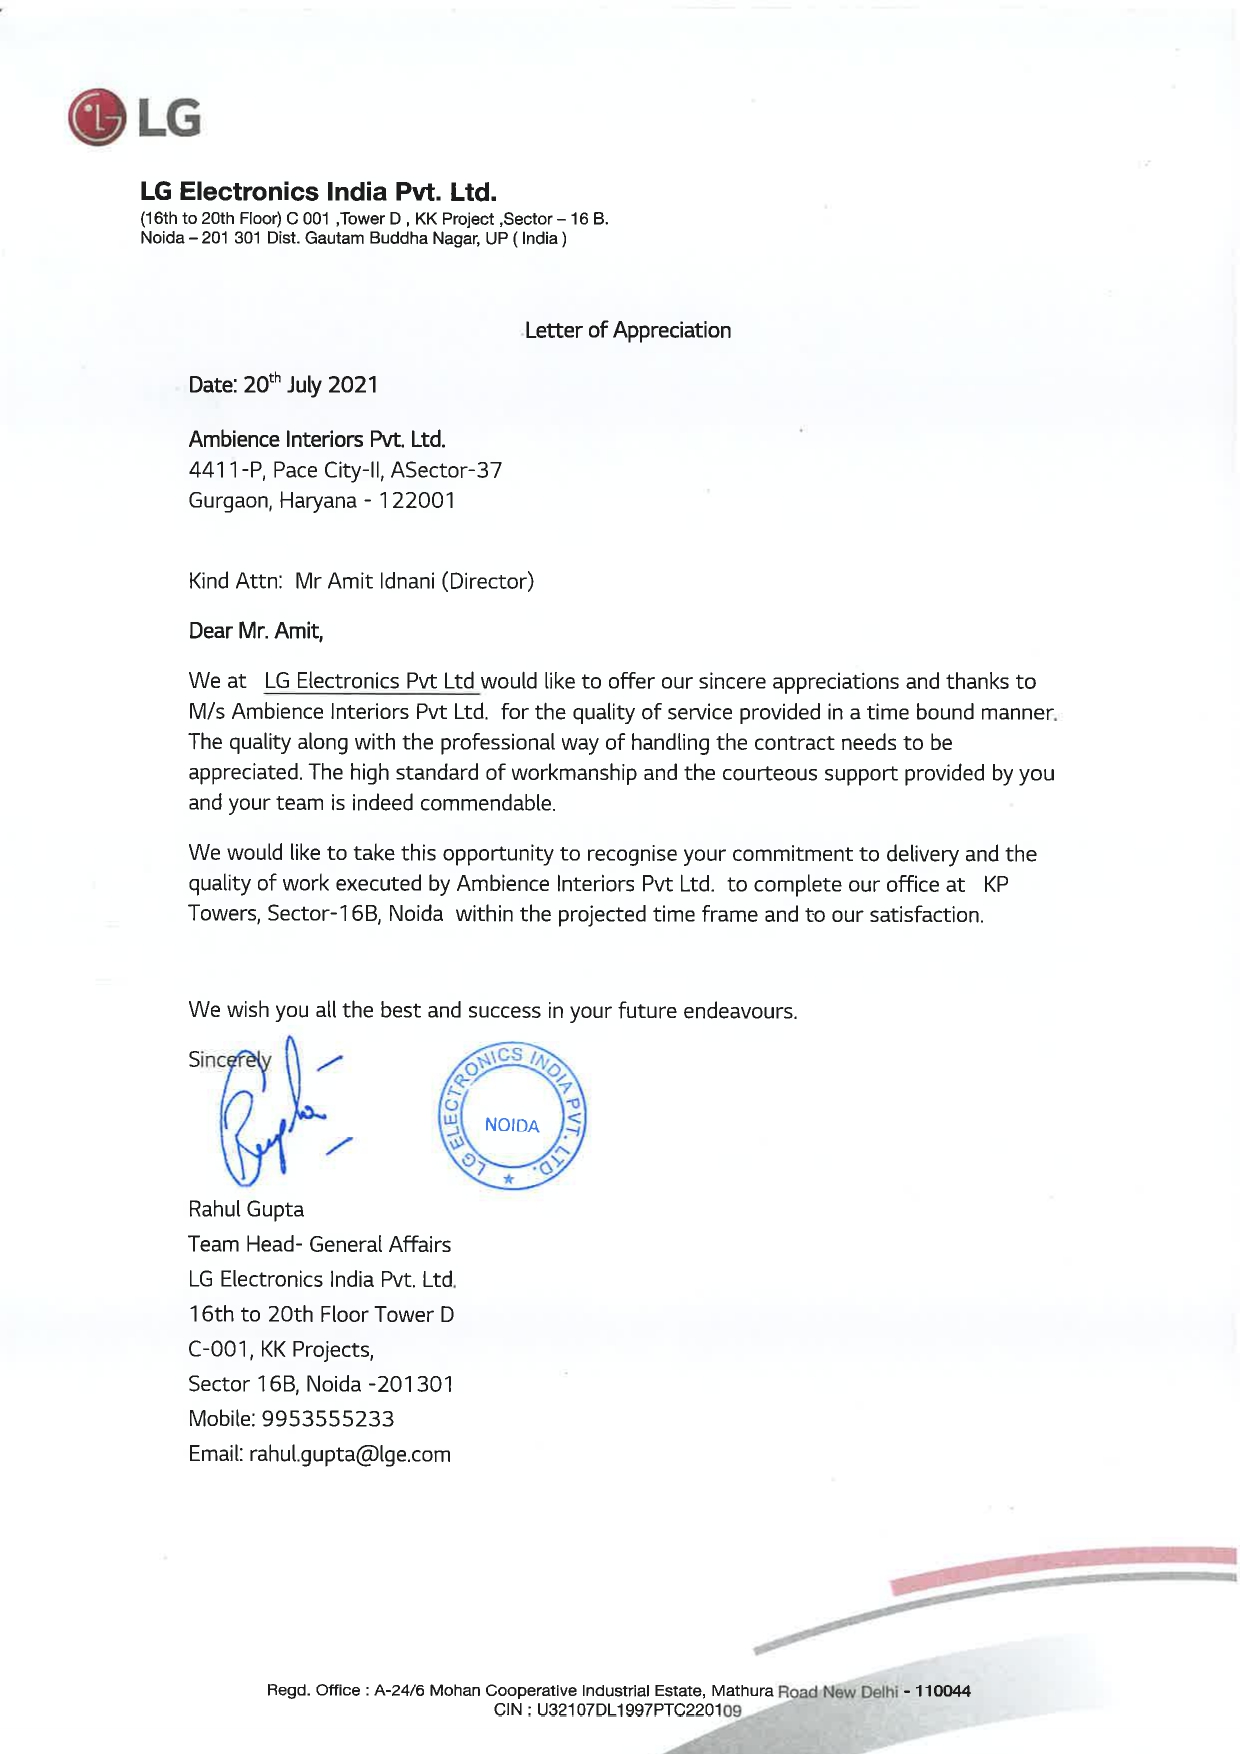 LG
LG Electronics India Pvt. Ltd.
(16th to 20th Floor) C 001 ,Tower D , KK Project ,Sector – 16 B.
Noida – 201 301 Dist. Gautam Buddha Nagar, UP ( India )
Letter of Appreciation
Date: 20th July 2021
Ambience Interiors Pvt. Ltd.
4411-P, Pace City-II, ASector-37
Gurgaon, Haryana - 122001
Kind Attn: Mr Amit Idnani (Director)
Dear Mr. Amit,
We at LG Electronics Pvt Ltd would like to offer our sincere appreciations and thanks to
M/s Ambience Interiors Pvt Ltd. for the quality of service provided in a time bound manner.
The quality along with the professional way of handling the contract needs to be
appreciated. The high standard of workmanship and the courteous support provided by you
and your team is indeed commendable.
We would like to take this opportunity to recognise your commitment to delivery and the
quality of work executed by Ambience Interiors Pvt Ltd. to complete our office at KP
Towers, Sector-16B, Noida within the projected time frame and to our satisfaction.
We wish you all the best and success in your future endeavours.
Sincerely
LG ELECTRONICS INDIA PVT. LTD.
NOIDA
Rahul Gupta
Team Head- General Affairs
LG Electronics India Pvt. Ltd.
16th to 20th Floor Tower D
C-001, KK Projects,
Sector 16B, Noida -201301
Mobile: 9953555233
Email: rahul.gupta@lge.com
Regd. Office : A-24/6 Mohan Cooperative Industrial Estate, Mathura Road New Delhi - 110044
CIN : U32107DL1997PTC220109